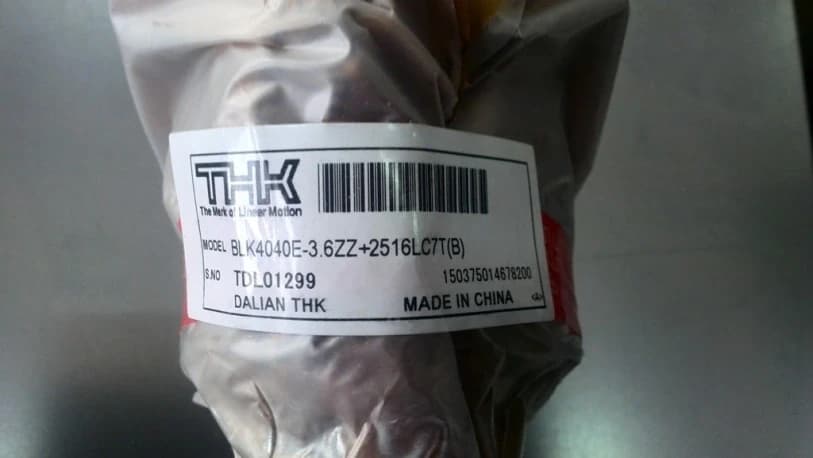 THK
The Mark of Linear Motion
MODEL BLK4040E-3.6ZZ+2516LC7T(B)
S.NO TDL01299 150375014678200
DALIAN THK MADE IN CHINA <A>